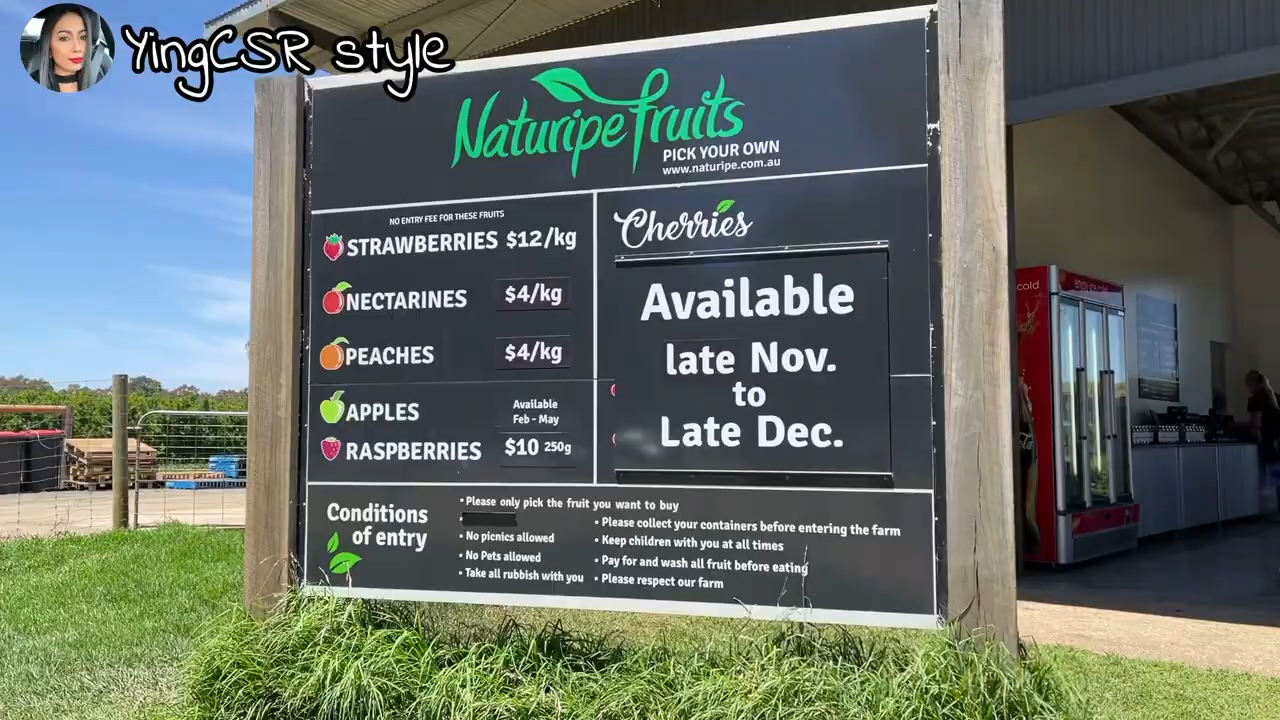 YingCSR style
Naturipe fruits
PICK YOUR OWN
www.naturipe.com.au
NO ENTRY FEE FOR THESE FRUITS
STRAWBERRIES $12/kg
NECTARINES $4/kg
PEACHES $4/kg
APPLES Available
Feb - May
RASPBERRIES $10 250g
Cherries
Available
late Nov.
to
Late Dec.
Conditions
of entry
• Please only pick the fruit you want to buy
• No picnics allowed
• No Pets allowed
• Take all rubbish with you
• Please collect your containers before entering the farm
• Keep children with you at all times
• Pay for and wash all fruit before eating
• Please respect our farm
cold
enjoy ice cold